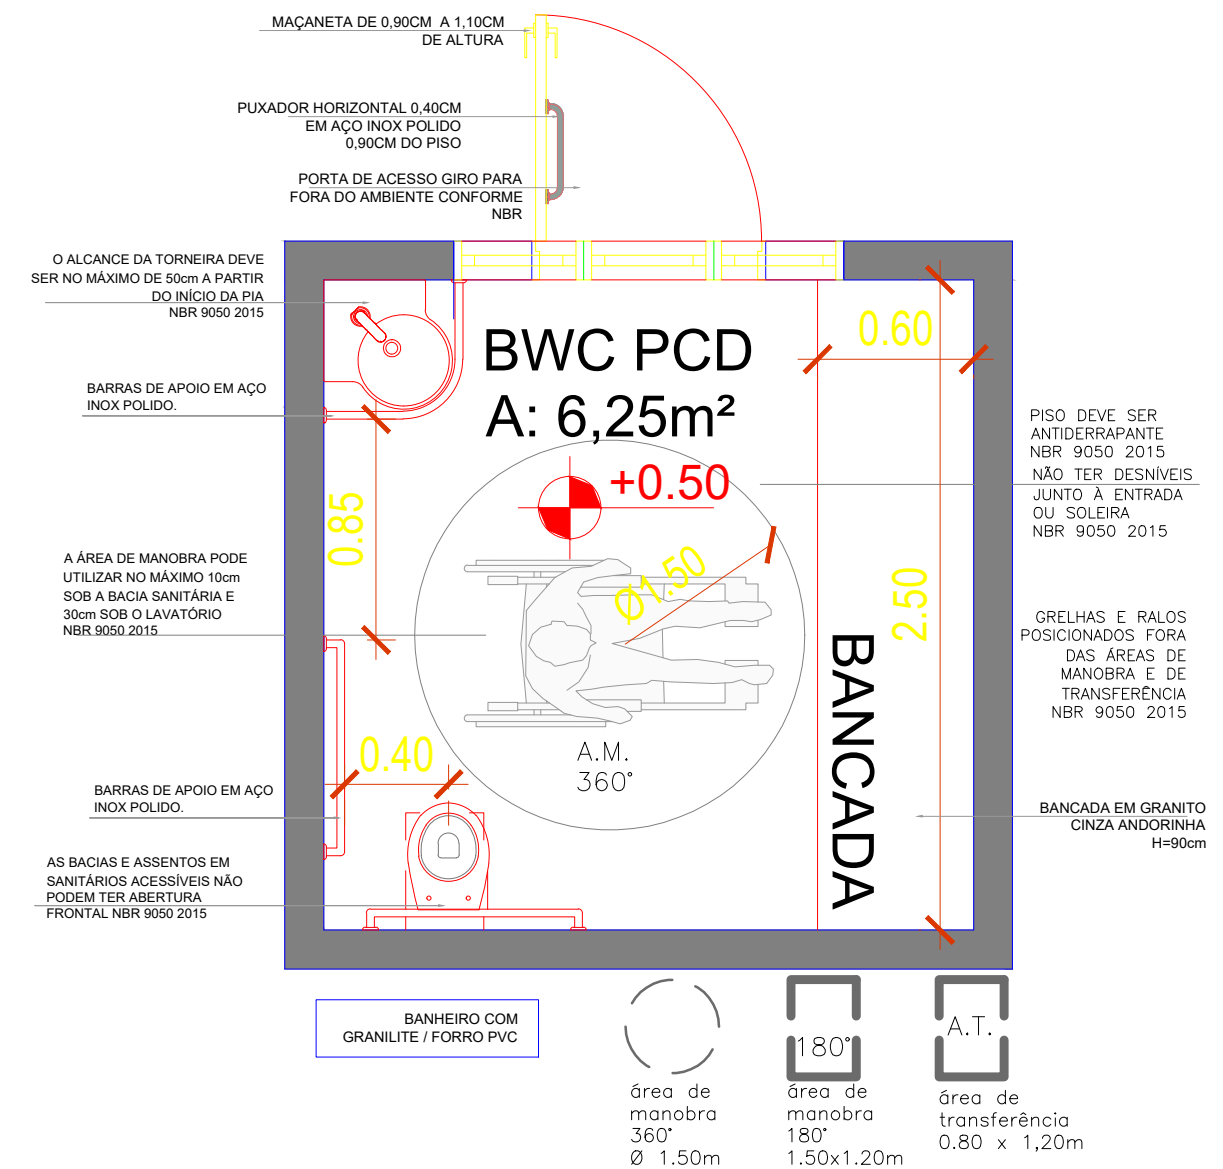 MAÇANETA DE 0,90CM  A 1,10CM
DE ALTURA
PUXADOR HORIZONTAL 0,40CM
EM AÇO INOX POLIDO
0,90CM DO PISO
PORTA DE ACESSO GIRO PARA
FORA DO AMBIENTE CONFORME
NBR
O ALCANCE DA TORNEIRA DEVE
SER NO MÁXIMO DE 50cm A PARTIR
DO INÍCIO DA PIA
NBR 9050 2015
BARRAS DE APOIO EM AÇO
INOX POLIDO.
A ÁREA DE MANOBRA PODE
UTILIZAR NO MÁXIMO 10cm
SOB A BACIA SANITÁRIA E
30cm SOB O LAVATÓRIO
NBR 9050 2015
BARRAS DE APOIO EM AÇO
INOX POLIDO.
AS BACIAS E ASSENTOS EM
SANITÁRIOS ACESSÍVEIS NÃO
PODEM TER ABERTURA
FRONTAL NBR 9050 2015
BWC PCD
A: 6,25m²
+0.50
0.60
0.85
Ø1.50
2.50
0.40
A.M.
360°
BANCADA
PISO DEVE SER
ANTIDERRAPANTE
NBR 9050 2015
NÃO TER DESNÍVEIS
JUNTO À ENTRADA
OU SOLEIRA
NBR 9050 2015
GRELHAS E RALOS
POSICIONADOS FORA
DAS ÁREAS DE
MANOBRA E DE
TRANSFERÊNCIA
NBR 9050 2015
BANCADA EM GRANITO
CINZA ANDORINHA
H=90cm
BANHEIRO COM
GRANILITE / FORRO PVC
área de
manobra
360°
Ø 1.50m
180°
área de
manobra
180°
1.50x1.20m
A.T.
área de
transferência
0.80 x 1,20m